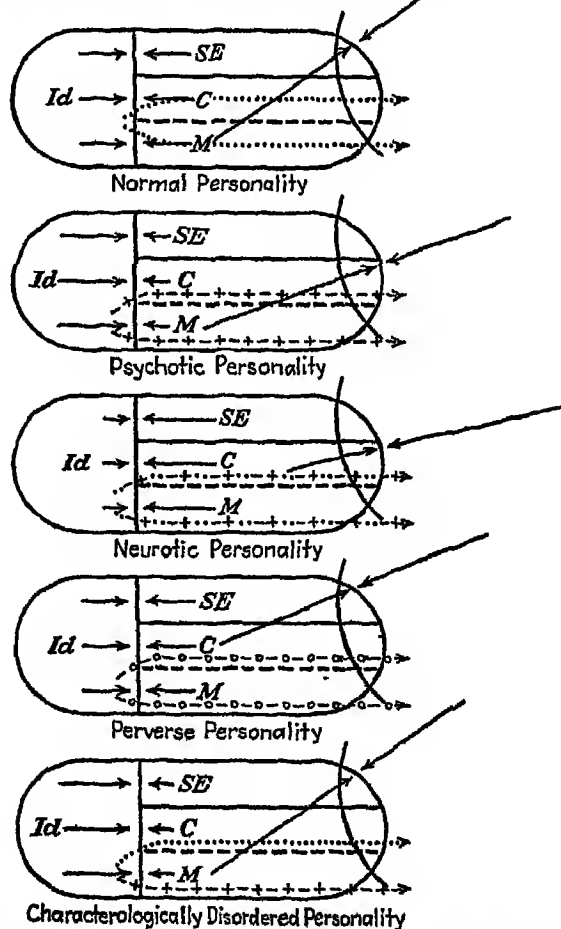 SE
Id C
M
Normal Personality
SE
Id C
M
Psychotic Personality
SE
Id C
M
Neurotic Personality
SE
Id C
M
Perverse Personality
SE
Id C
M
Characterologically Disordered Personality